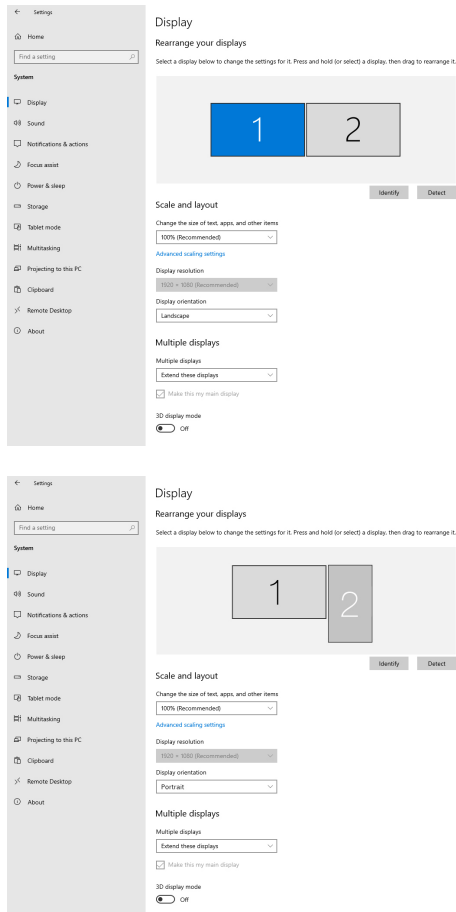 Settings
Home
Find a setting
System
Display
Sound
Notifications & actions
Focus assist
Power & sleep
Storage
Tablet mode
Multitasking
Projecting to this PC
Clipboard
Remote Desktop
About
Display
Rearrange your displays
Select a display below to change the settings for it. Press and hold (or select) a display, then drag to rearrange it.
1 2
Identify Detect
Scale and layout
Change the size of text, apps, and other items
100% (Recommended)
Advanced scaling settings
Display resolution
1920 × 1080 (Recommended)
Display orientation
Landscape
Multiple displays
Multiple displays
Extend these displays
Make this my main display
3D display mode
Off
Settings
Home
Find a setting
System
Display
Sound
Notifications & actions
Focus assist
Power & sleep
Storage
Tablet mode
Multitasking
Projecting to this PC
Clipboard
Remote Desktop
About
Display
Rearrange your displays
Select a display below to change the settings for it. Press and hold (or select) a display, then drag to rearrange it.
1 2
Identify Detect
Scale and layout
Change the size of text, apps, and other items
100% (Recommended)
Advanced scaling settings
Display resolution
1920 × 1080 (Recommended)
Display orientation
Portrait
Multiple displays
Multiple displays
Extend these displays
Make this my main display
3D display mode
Off